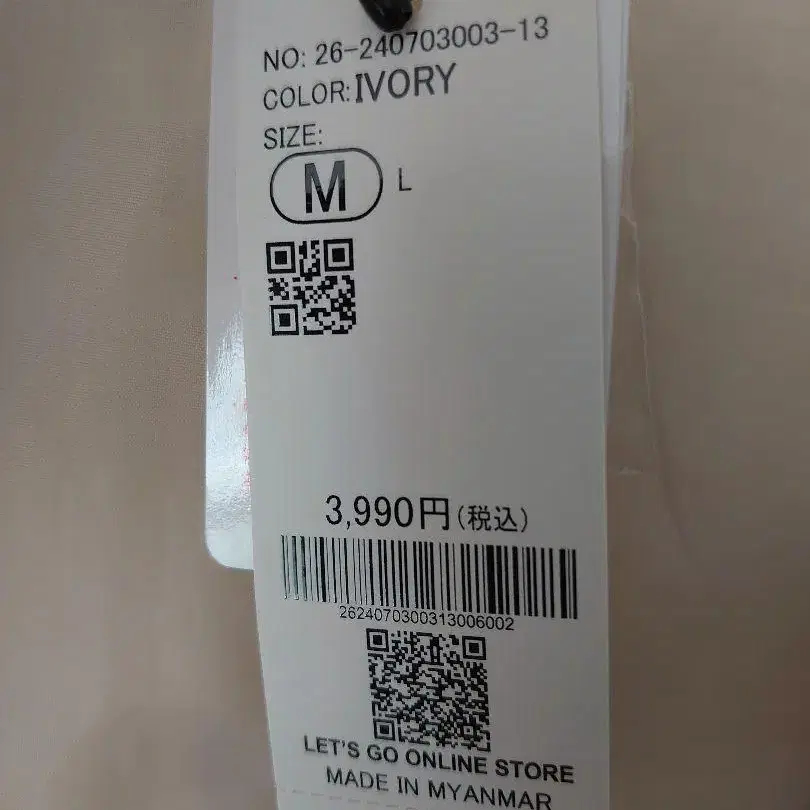 NO: 26-240703003-13
COLOR:IVORY
SIZE:
M L
3,990円(税込)
2624070300313006002
LET'S GO ONLINE STORE
MADE IN MYANMAR